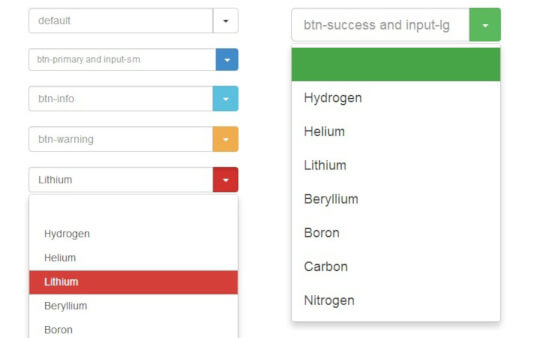 default
btn-primary and input-sm
btn-info
btn-warning
Lithium
Hydrogen
Helium
Lithium
Beryllium
Boron
btn-success and input-lg
Hydrogen
Helium
Lithium
Beryllium
Boron
Carbon
Nitrogen